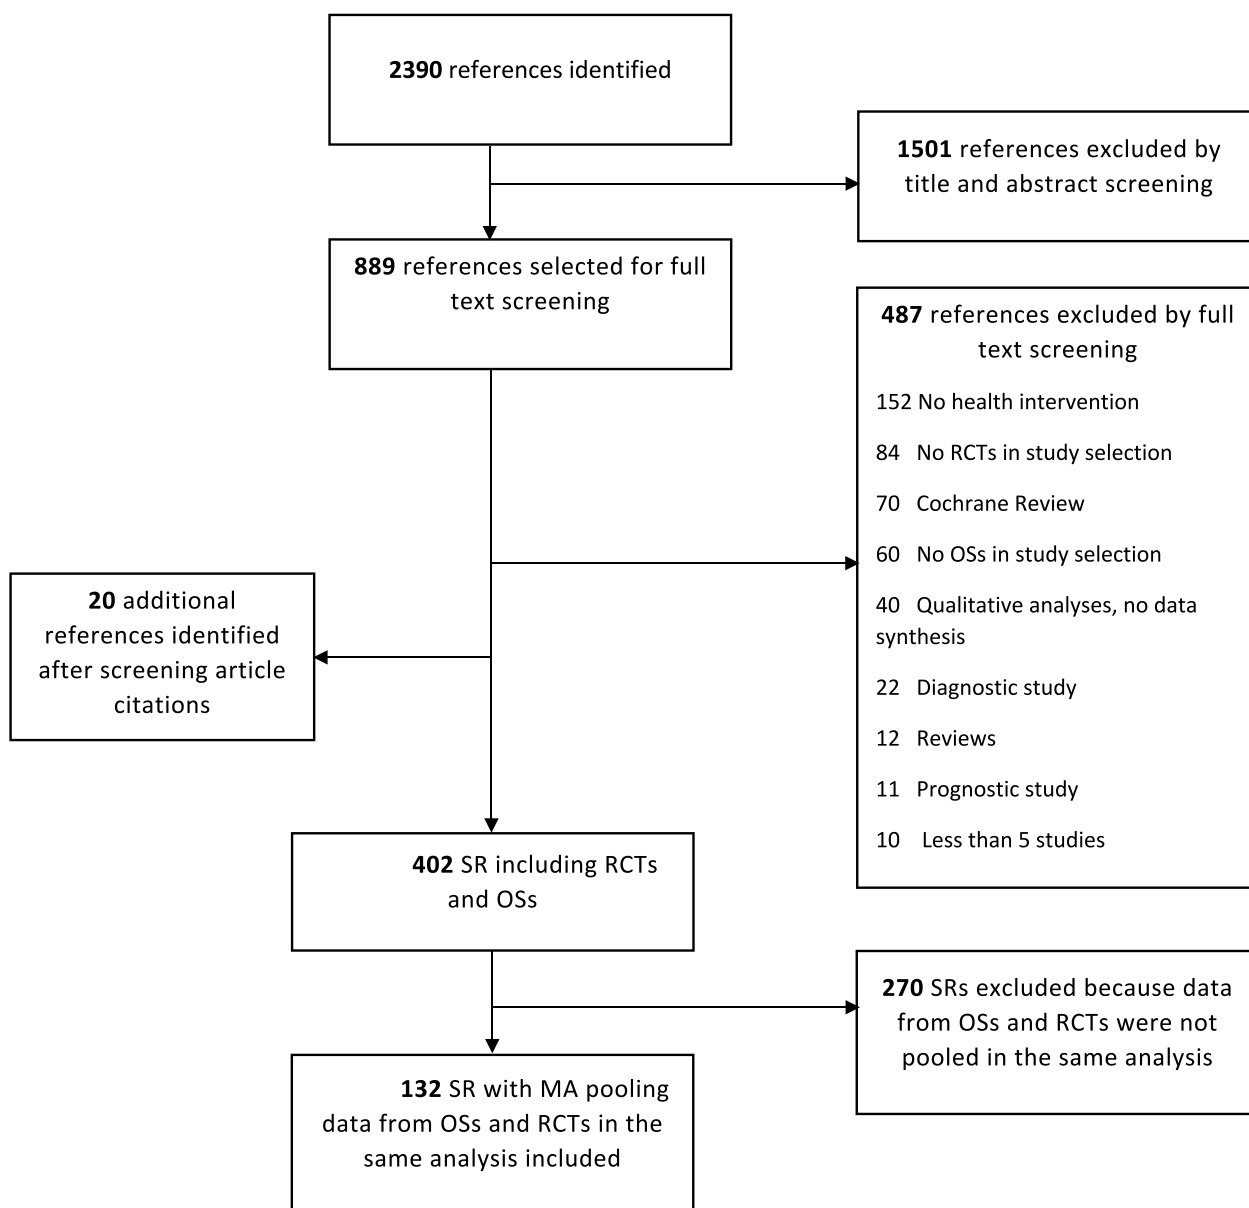 2390 references identified
1501 references excluded by
title and abstract screening
889 references selected for full
text screening
487 references excluded by full
text screening
152 No health intervention
84 No RCTs in study selection
70 Cochrane Review
60 No OSs in study selection
40 Qualitative analyses, no data
synthesis
22 Diagnostic study
12 Reviews
11 Prognostic study
10 Less than 5 studies
20 additional
references identified
after screening article
citations
402 SR including RCTs
and OSs
270 SRs excluded because data
from OSs and RCTs were not
pooled in the same analysis
132 SR with MA pooling
data from OSs and RCTs in the
same analysis included